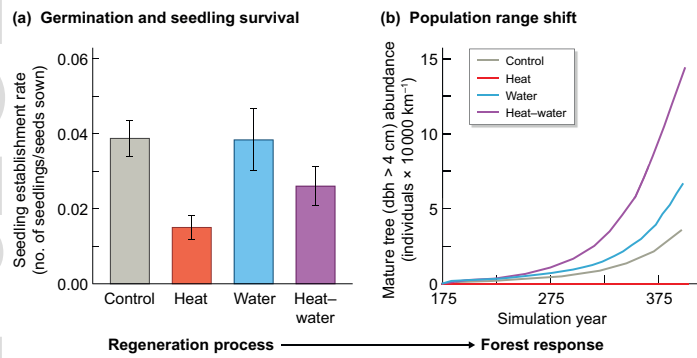 (a) Germination and seedling survival
Seedling establishment rate
(no. of seedlings/seeds sown)
0.06
0.04
0.02
0.00
Control
Heat
Water
Heat–
water
(b) Population range shift
Mature tree (dbh > 4 cm) abundance
(individuals × 10 000 km⁻¹)
15
10
5
0
Control
Heat
Water
Heat–water
175
275
375
Simulation year
Regeneration process
Forest response